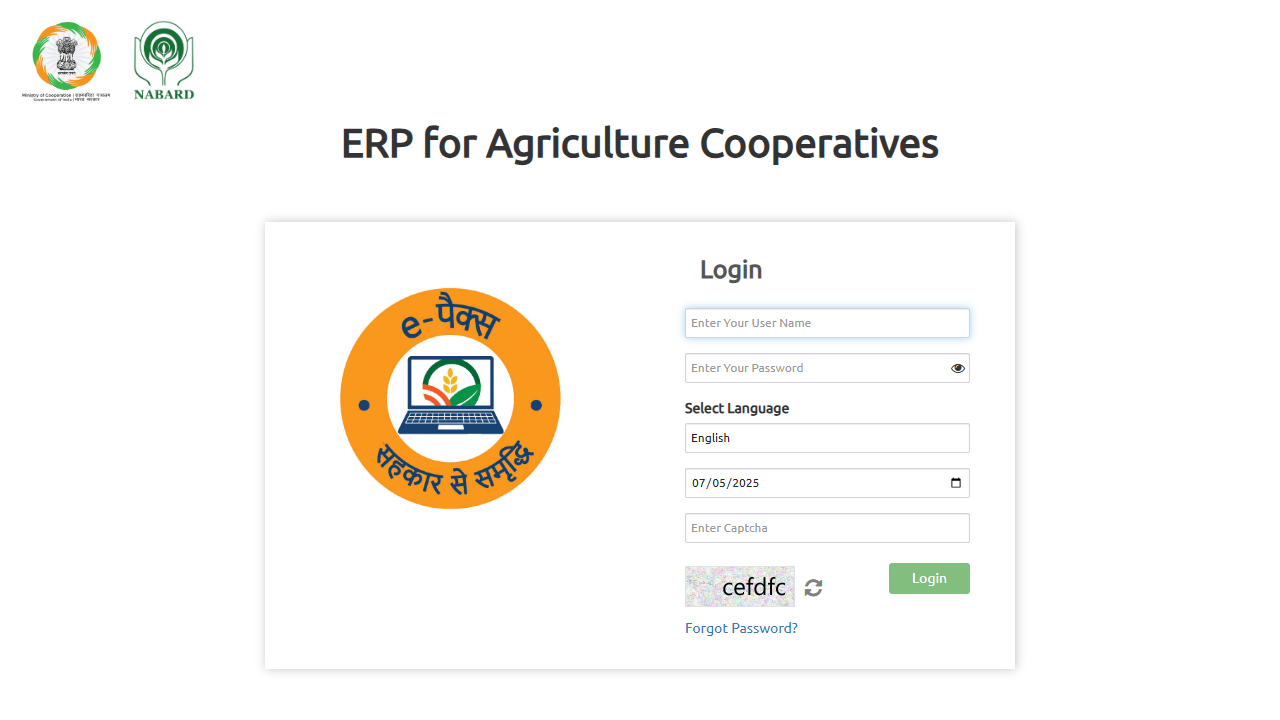 Ministry of Cooperation | सहकारिता मंत्रालय
Government of India | भारत सरकार
NABARD
ERP for Agriculture Cooperatives
e-पैक्स
सहकार से समृद्धि
Login
Enter Your User Name
Enter Your Password
Select Language
English
07/05/2025
Enter Captcha
cefdfc
Login
Forgot Password?